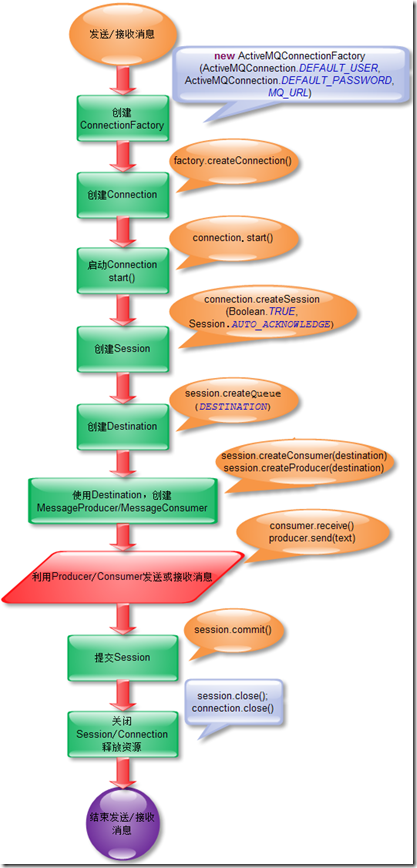 发送/接收消息
new ActiveMQConnectionFactory
(ActiveMQConnection.DEFAULT_USER,
ActiveMQConnection.DEFAULT_PASSWORD,
MQ_URL)
创建
ConnectionFactory
factory.createConnection()
创建Connection
connection. start()
启动Connection
start()
connection.createSession
(Boolean.TRUE,
Session.AUTO_ACKNOWLEDGE)
创建Session
session.createQueue
(DESTINATION)
创建Destination
session.createConsumer(destination)
session.createProducer(destination)
使用Destination，创建
MessageProducer/MessageConsumer
consumer.receive()
producer.send(text)
利用Producer/Consumer发送或接收消息
session.commit()
提交Session
session.close();
connection.close()
关闭
Session/Connection
释放资源
结束发送/接收
消息